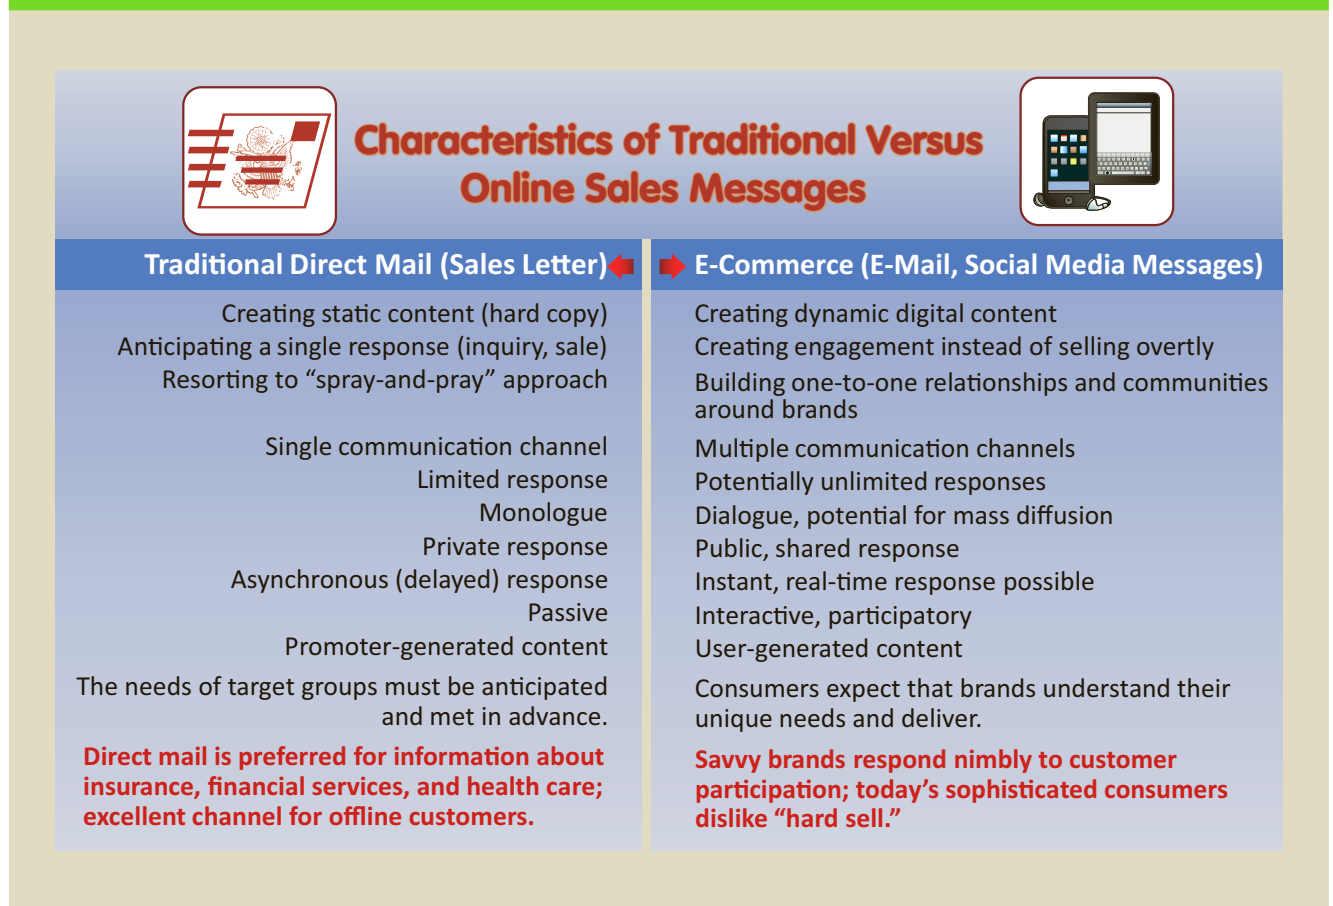 Characteristics of Traditional Versus
Online Sales Messages
Traditional Direct Mail (Sales Letter)
Creating static content (hard copy)
Anticipating a single response (inquiry, sale)
Resorting to “spray-and-pray” approach
Single communication channel
Limited response
Monologue
Private response
Asynchronous (delayed) response
Passive
Promoter-generated content
The needs of target groups must be anticipated
and met in advance.
Direct mail is preferred for information about
insurance, financial services, and health care;
excellent channel for offline customers.
E-Commerce (E-Mail, Social Media Messages)
Creating dynamic digital content
Creating engagement instead of selling overtly
Building one-to-one relationships and communities
around brands
Multiple communication channels
Potentially unlimited responses
Dialogue, potential for mass diffusion
Public, shared response
Instant, real-time response possible
Interactive, participatory
User-generated content
Consumers expect that brands understand their
unique needs and deliver.
Savvy brands respond nimbly to customer
participation; today’s sophisticated consumers
dislike “hard sell.”